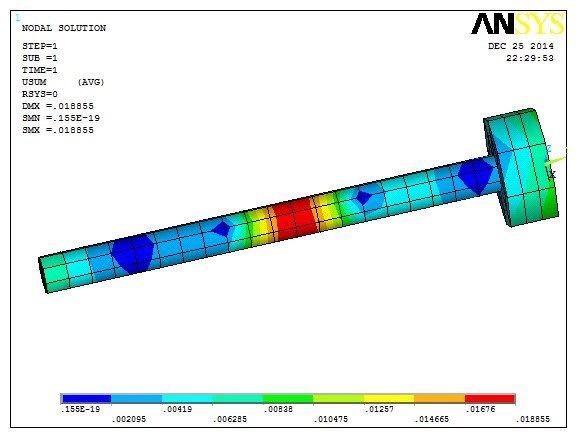 1
NODAL SOLUTION
STEP=1
SUB =1
TIME=1
USUM (AVG)
RSYS=0
DMX =.018855
SMN =.155E-19
SMX =.018855
ANSYS
DEC 25 2014
22:29:53
Z
X
.155E-19 .00419 .00838 .01257 .01676
.002095 .006285 .010475 .014665 .018855